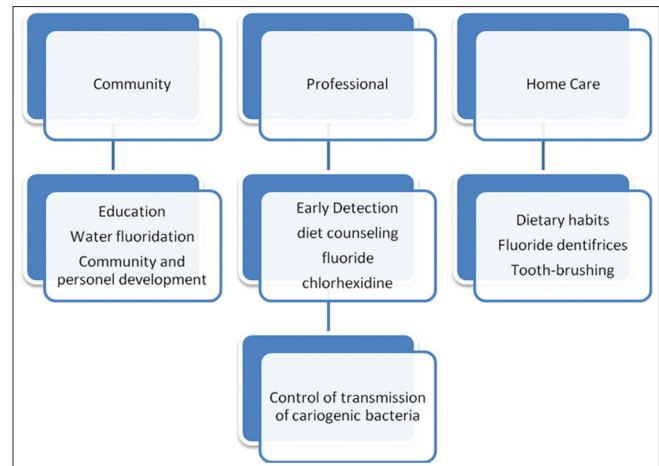 Community
Professional
Home Care
Education
Water fluoridation
Community and
personel development
Early Detection
diet counseling
fluoride
chlorhexidine
Dietary habits
Fluoride dentifrices
Tooth-brushing
Control of transmission
of cariogenic bacteria